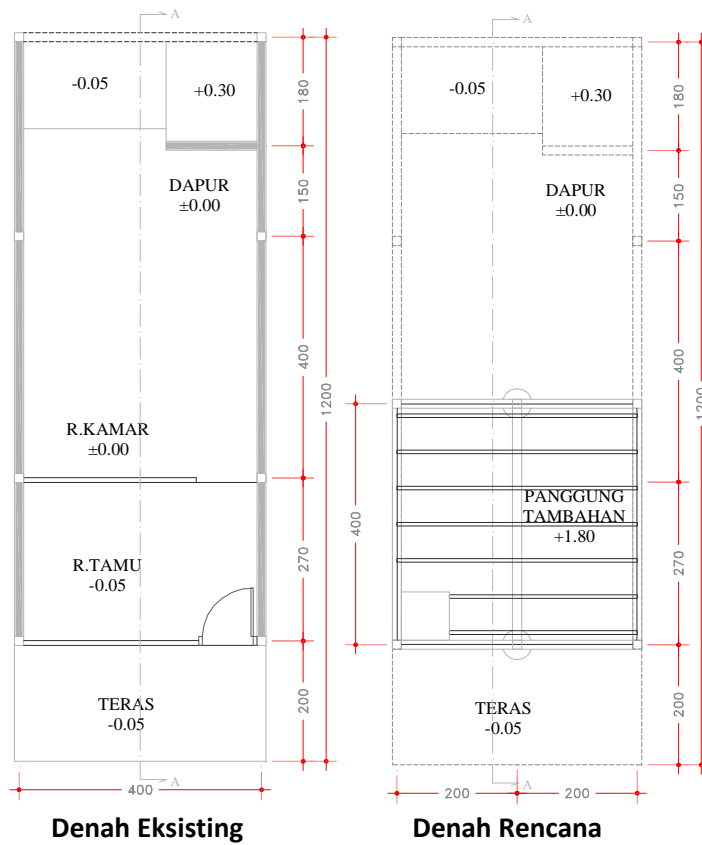 A
-0.05
+0.30
DAPUR
±0.00
R.KAMAR
±0.00
R.TAMU
-0.05
TERAS
-0.05
A
180
150
400
270
200
1200
400
Denah Eksisting
A
-0.05
+0.30
DAPUR
±0.00
PANGGUNG
TAMBAHAN
+1.80
TERAS
-0.05
A
400
180
150
400
270
200
1200
200
200
Denah Rencana